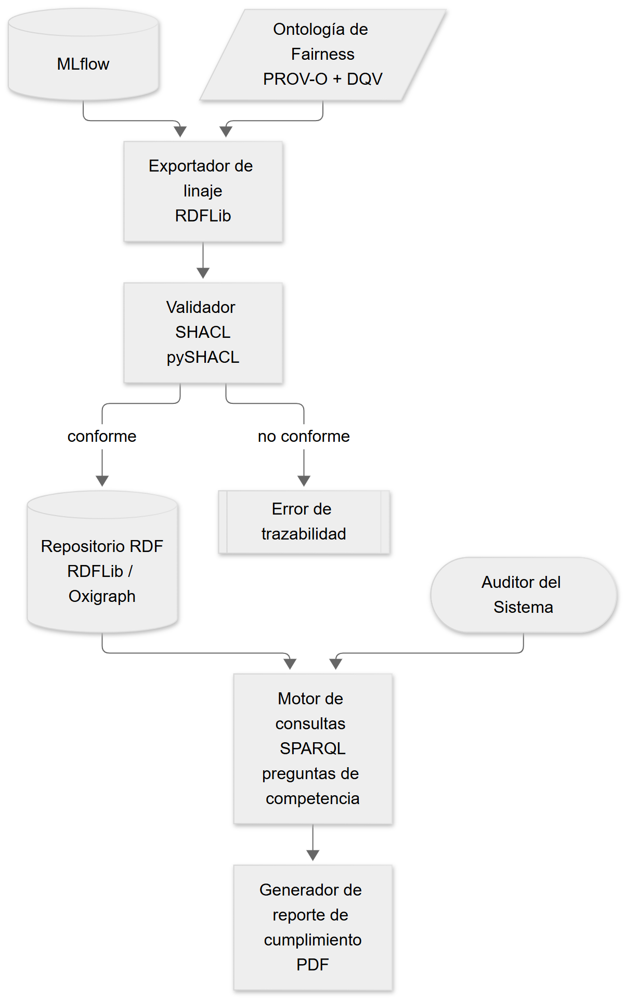 MLflow
Ontología de
Fairness
PROV-O + DQV
Exportador de
linaje
RDFLib
Validador
SHACL
pySHACL
conforme
no conforme
Repositorio RDF
RDFLib /
Oxigraph
Error de
trazabilidad
Auditor del
Sistema
Motor de
consultas
SPARQL
preguntas de
competencia
Generador de
reporte de
cumplimiento
PDF